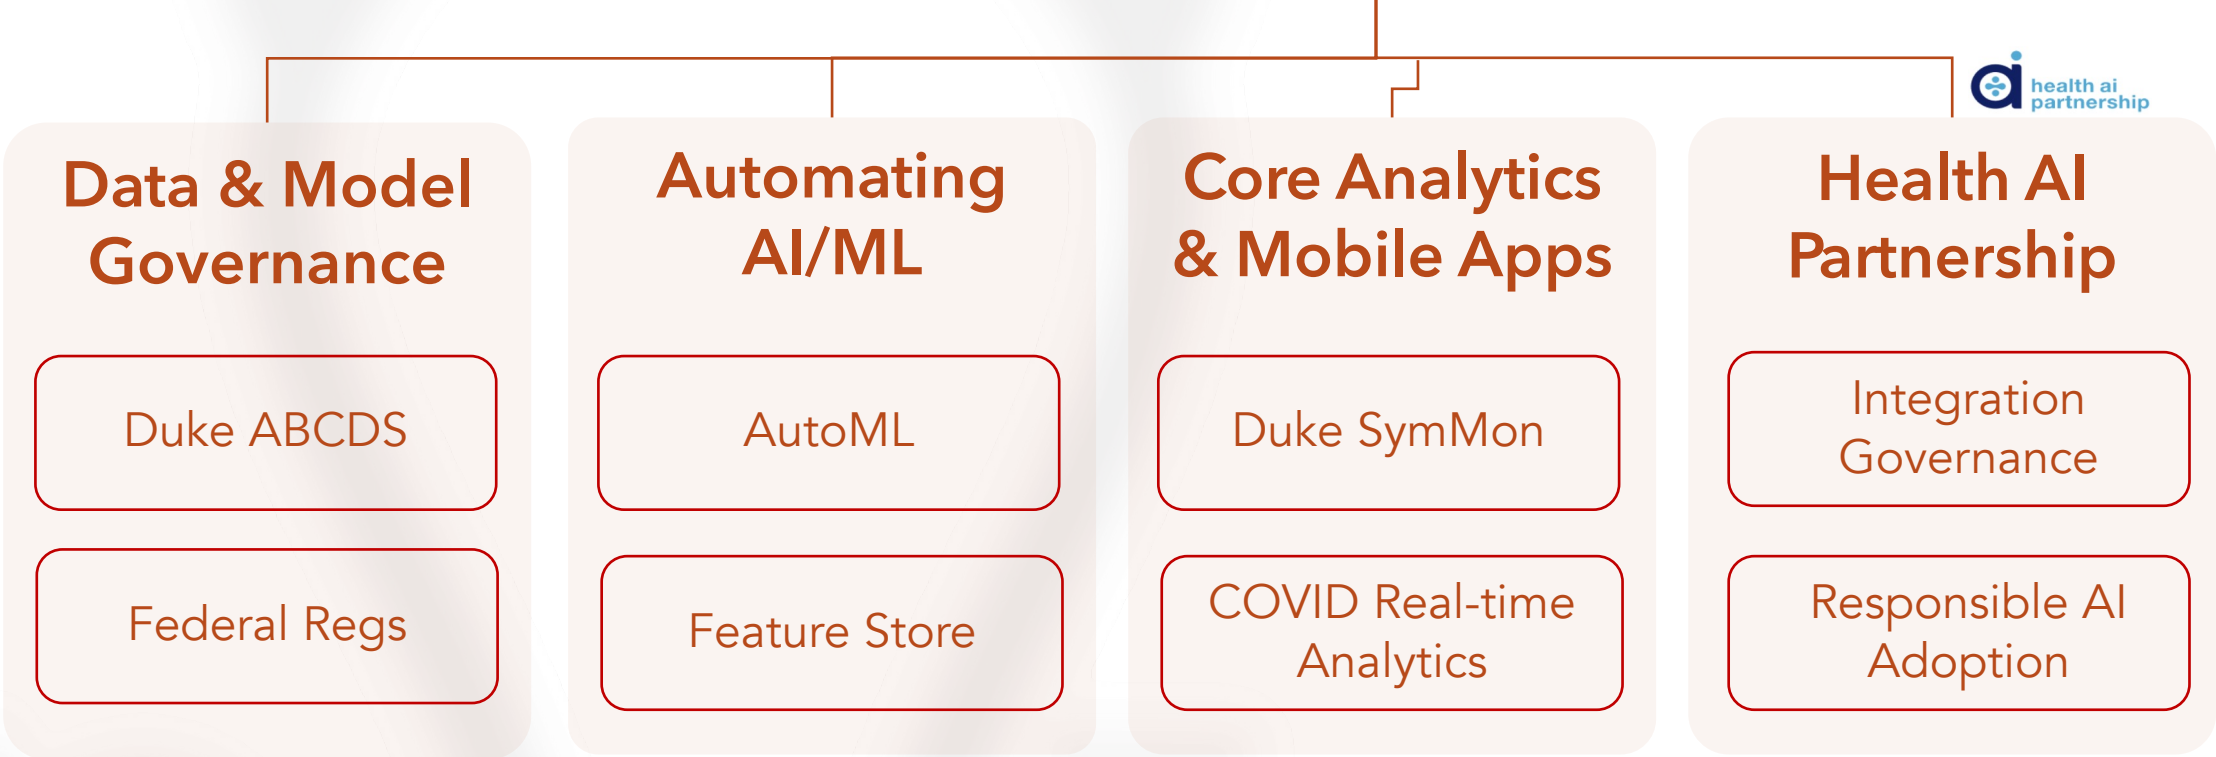 health ai
partnership
Data & Model
Governance
Duke ABCDS
Federal Regs
Automating
AI/ML
AutoML
Feature Store
Core Analytics
& Mobile Apps
Duke SymMon
COVID Real-time
Analytics
Health AI
Partnership
Integration
Governance
Responsible AI
Adoption